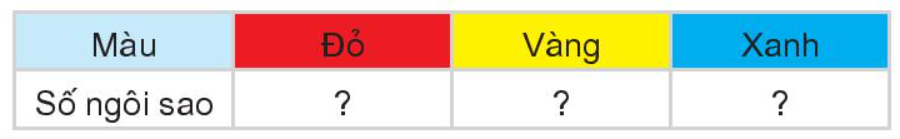 Màu Đỏ Vàng Xanh
Số ngôi sao ? ? ?